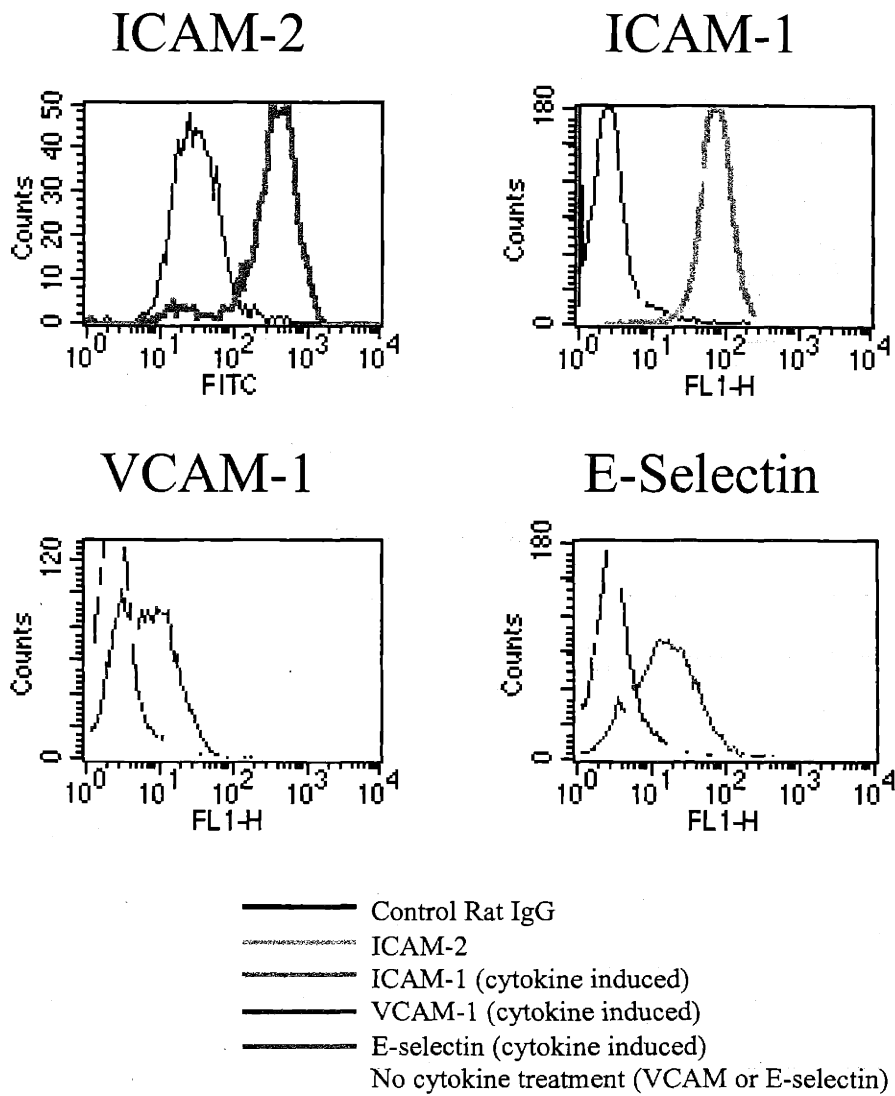 ICAM-2
ICAM-1
50
40
30
20
10
0
Counts
10^0 10^1 10^2 10^3 10^4
FITC
180
0
Counts
10^0 10^1 10^2 10^3 10^4
FL1-H
VCAM-1
E-Selectin
120
0
Counts
10^0 10^1 10^2 10^3 10^4
FL1-H
180
0
Counts
10^0 10^1 10^2 10^3 10^4
FL1-H
Control Rat IgG
ICAM-2
ICAM-1 (cytokine induced)
VCAM-1 (cytokine induced)
E-selectin (cytokine induced)
No cytokine treatment (VCAM or E-selectin)